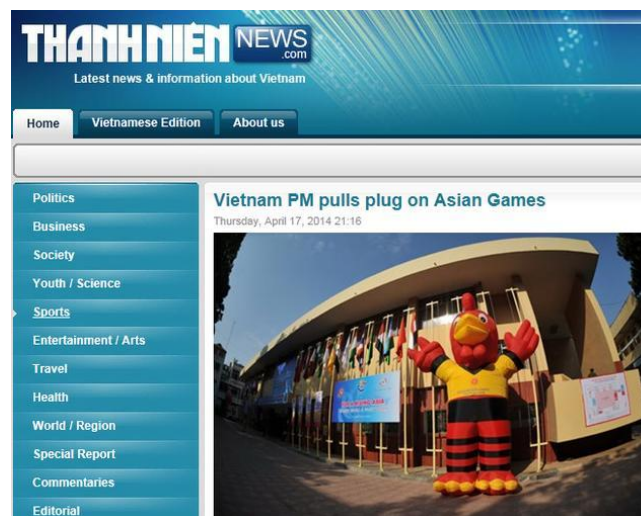 THANH NIÊN NEWS
.com
Latest news & information about Vietnam
Home
Vietnamese Edition
About us
Politics
Business
Society
Youth / Science
Sports
Entertainment / Arts
Travel
Health
World / Region
Special Report
Commentaries
Editorial
Vietnam PM pulls plug on Asian Games
Thursday, April 17, 2014 21:16